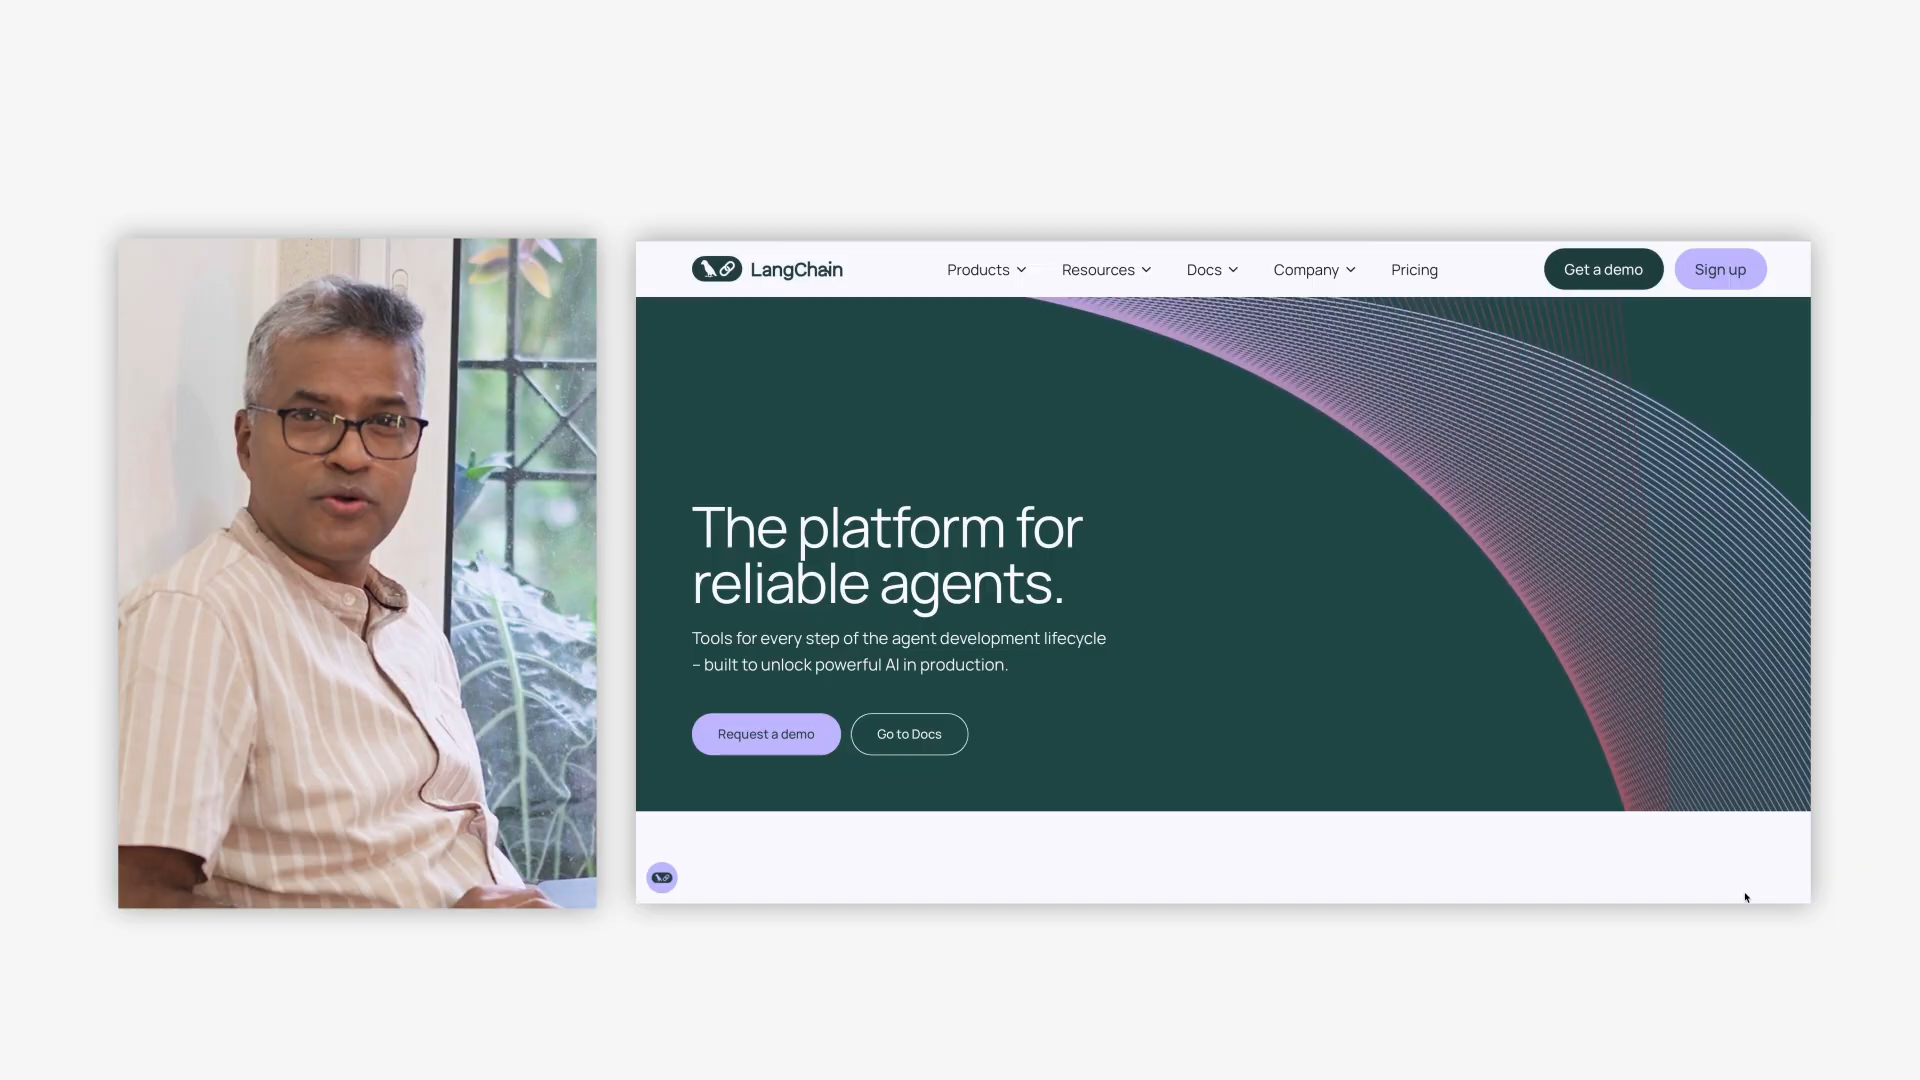 LangChain
Products
Resources
Docs
Company
Pricing
Get a demo
Sign up
The platform for
reliable agents.
Tools for every step of the agent development lifecycle
– built to unlock powerful AI in production.
Request a demo
Go to Docs